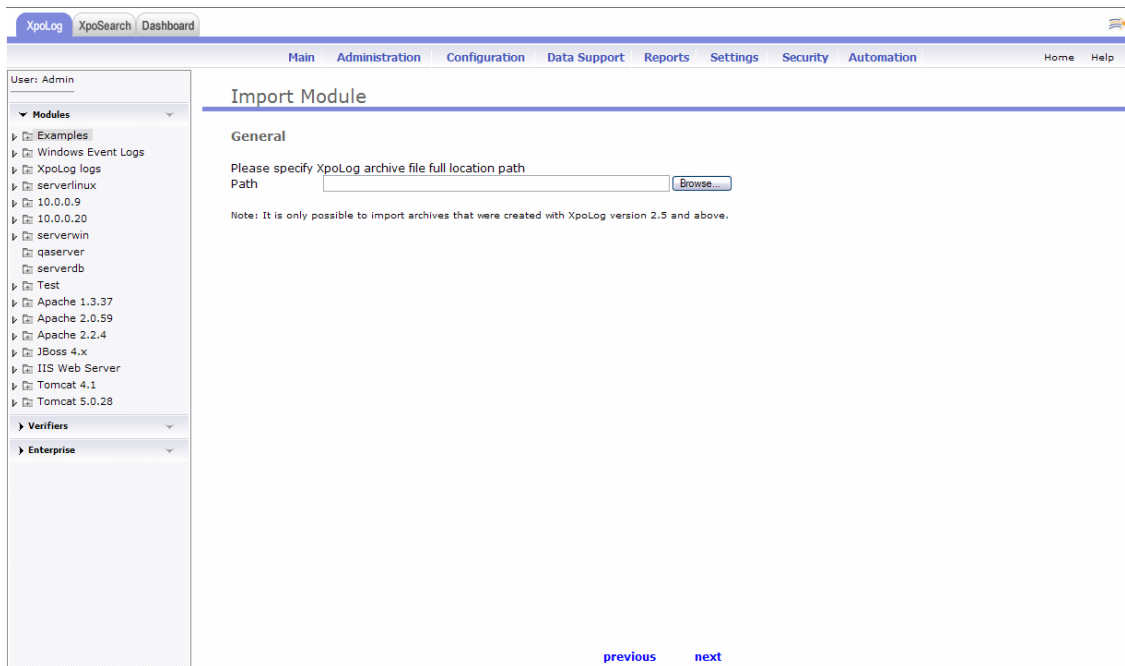 XpoLog XpoSearch Dashboard
Main Administration Configuration Data Support Reports Settings Security Automation Home Help
User: Admin
Modules
Examples
Windows Event Logs
XpoLog logs
serverlinux
10.0.0.9
10.0.0.20
serverwin
qaserver
serverdb
Test
Apache 1.3.37
Apache 2.0.59
Apache 2.2.4
JBoss 4.x
IIS Web Server
Tomcat 4.1
Tomcat 5.0.28
Verifiers
Enterprise
Import Module
General
Please specify XpoLog archive file full location path
Path Browse...
Note: It is only possible to import archives that were created with XpoLog version 2.5 and above.
previous next